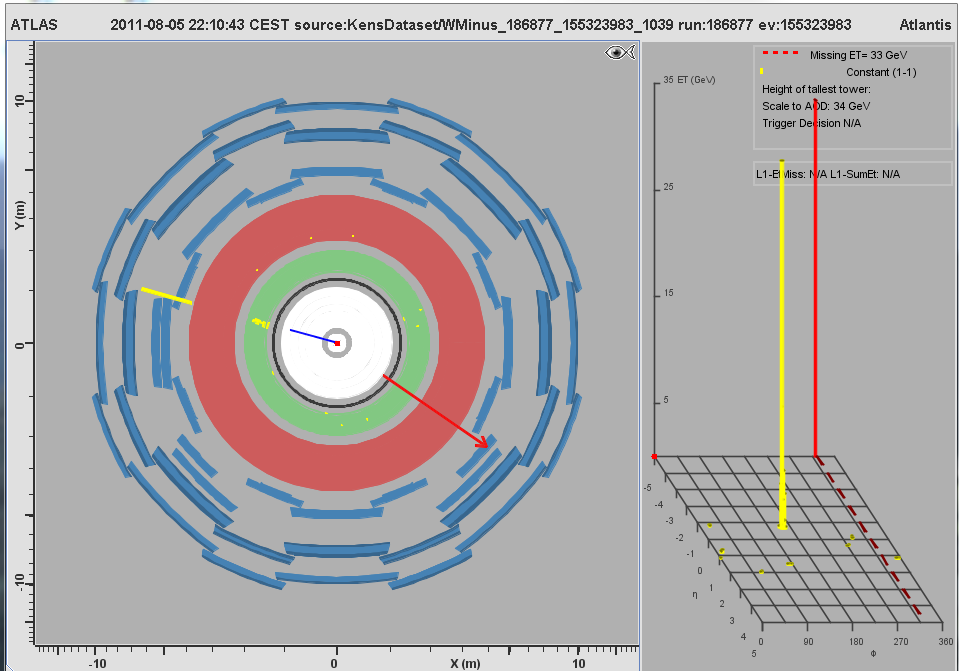 ATLAS 2011-08-05 22:10:43 CEST source:KensDataset/WMinus_186877_155323983_1039 run:186877 ev:155323983 Atlantis
Y (m)
10
0
-10
-10 0 X (m) 10
Missing ET= 33 GeV
Constant (1-1)
Height of tallest tower:
Scale to AOD: 34 GeV
Trigger Decision N/A
L1-EtMiss: N/A L1-SumEt: N/A
35 ET (GeV)
25
15
5
-5
-4
-3
-2
-1
0
1
2
3
4
5
η
0 90 180 270 360
Φ